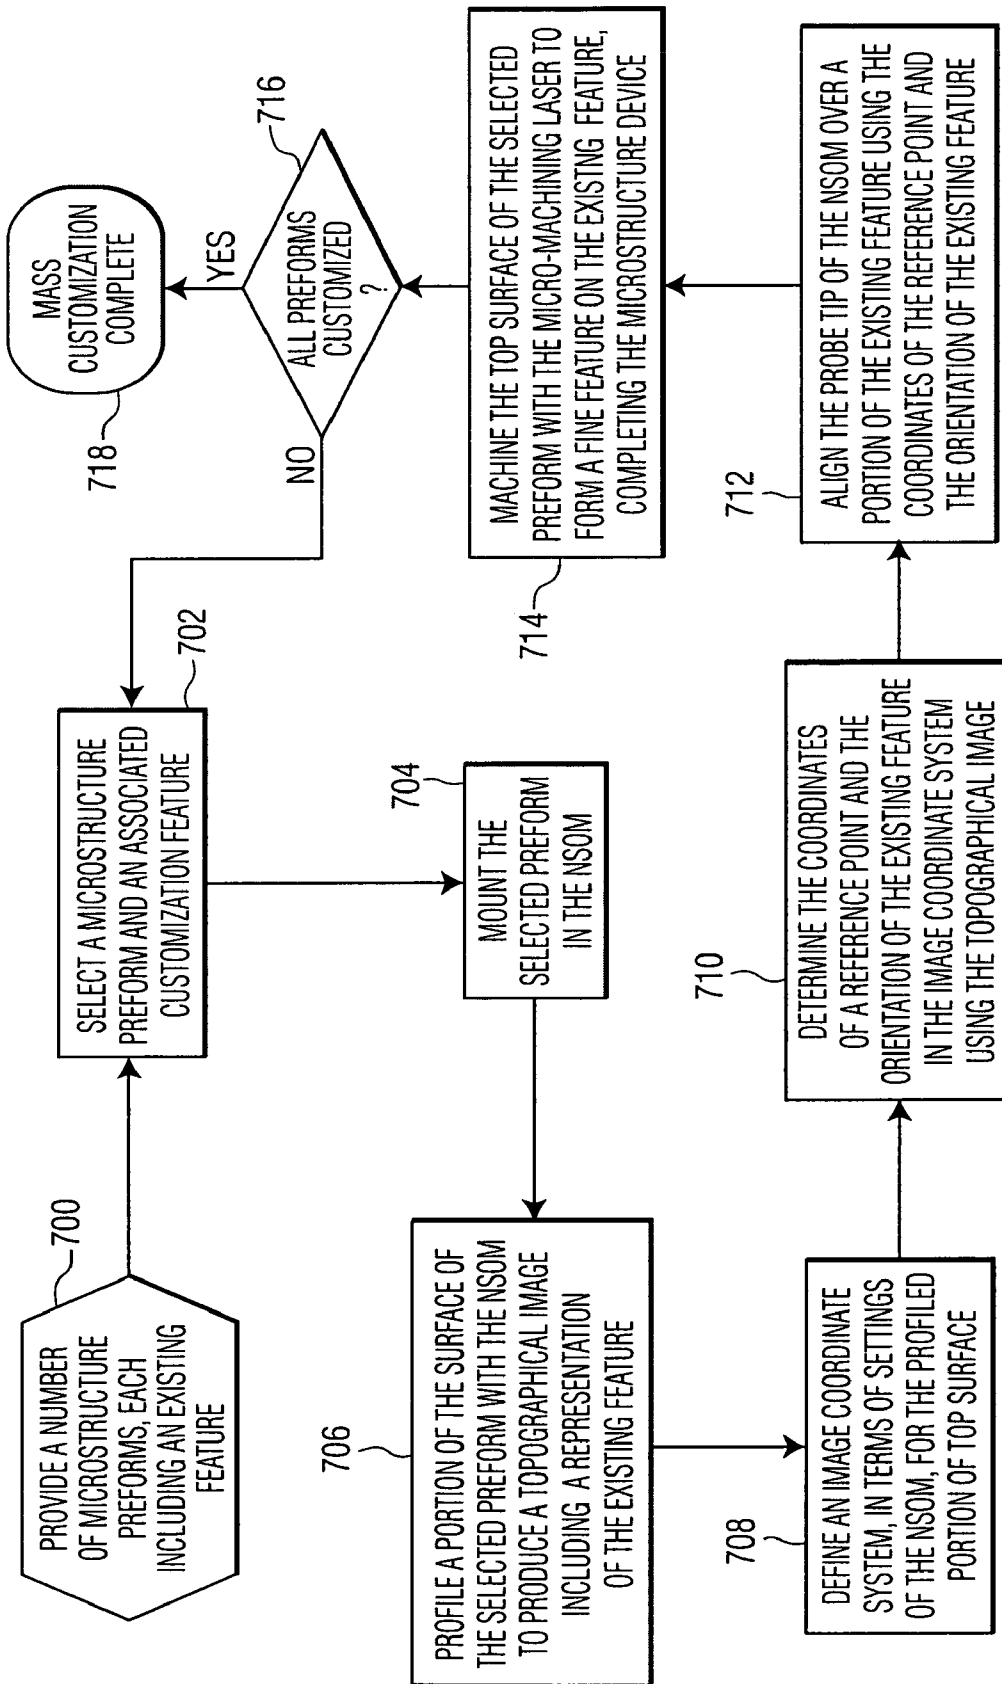 PROVIDE A NUMBER
OF MICROSTRUCTURE
PREFORMS, EACH
INCLUDING AN EXISTING
FEATURE
700
SELECT A MICROSTRUCTURE
PREFORM AND AN ASSOCIATED
CUSTOMIZATION FEATURE
702
MOUNT THE
SELECTED PREFORM
IN THE NSOM
704
PROFILE A PORTION OF THE SURFACE OF
THE SELECTED PREFORM WITH THE NSOM
TO PRODUCE A TOPOGRAPHICAL IMAGE
INCLUDING A REPRESENTATION
OF THE EXISTING FEATURE
706
DEFINE AN IMAGE COORDINATE
SYSTEM, IN TERMS OF SETTINGS
OF THE NSOM, FOR THE PROFILED
PORTION OF TOP SURFACE
708
DETERMINE THE COORDINATES
OF A REFERENCE POINT AND THE
ORIENTATION OF THE EXISTING FEATURE
IN THE IMAGE COORDINATE SYSTEM
USING THE TOPOGRAPHICAL IMAGE
710
ALIGN THE PROBE TIP OF THE NSOM OVER A
PORTION OF THE EXISTING FEATURE USING THE
COORDINATES OF THE REFERENCE POINT AND
THE ORIENTATION OF THE EXISTING FEATURE
712
MACHINE THE TOP SURFACE OF THE SELECTED
PREFORM WITH THE MICRO-MACHINING LASER TO
FORM A FINE FEATURE ON THE EXISTNG FEATURE,
COMPLETING THE MICROSTRUCTURE DEVICE
714
ALL PREFORMS
CUSTOMIZED
?
716
NO
YES
MASS
CUSTOMIZATION
COMPLETE
718